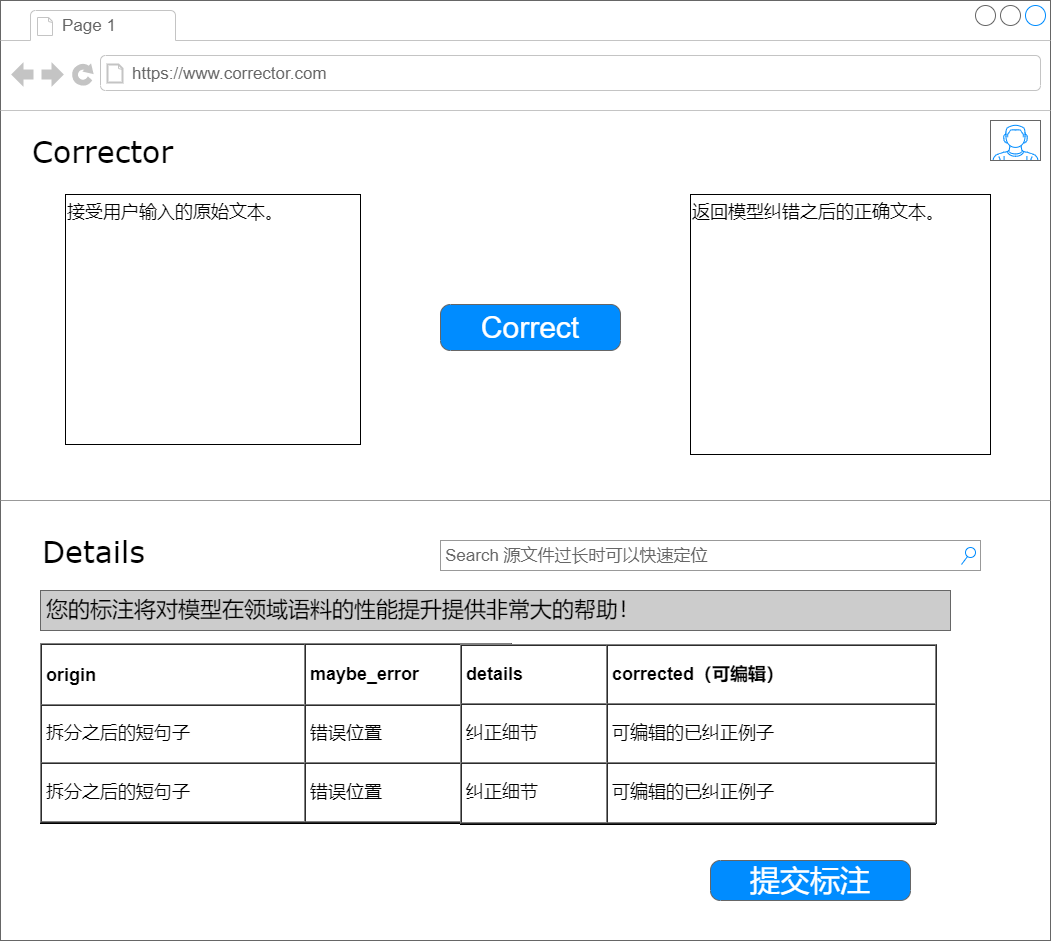 Page 1
https://www.corrector.com
Corrector
接受用户输入的原始文本。
返回模型纠错之后的正确文本。
Correct
Details
Search 源文件过长时可以快速定位
您的标注将对模型在领域语料的性能提升提供非常大的帮助！
origin maybe_error details corrected（可编辑）
拆分之后的短句子 错误位置 纠正细节 可编辑的已纠正例子
拆分之后的短句子 错误位置 纠正细节 可编辑的已纠正例子
提交标注